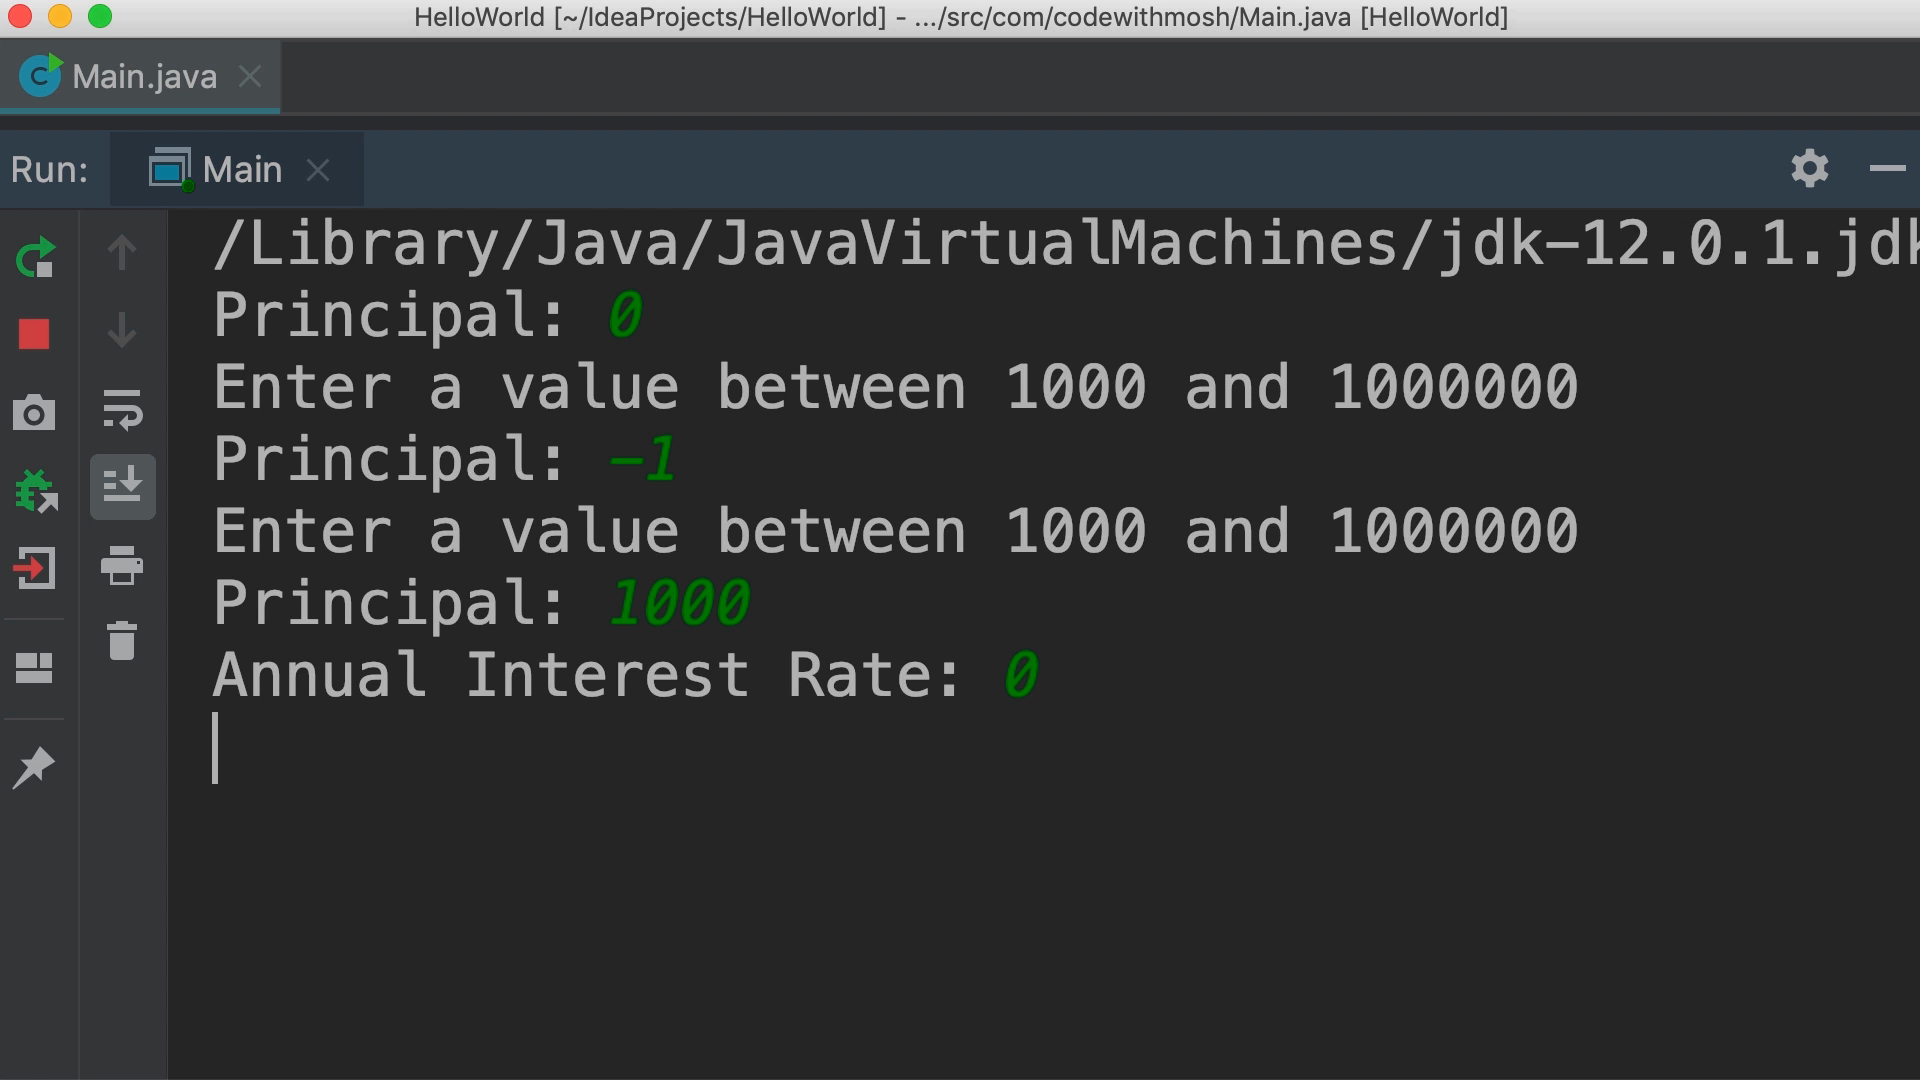 HelloWorld [~/IdeaProjects/HelloWorld] - .../src/com/codewithmosh/Main.java [HelloWorld]
Main.java
Run: Main
/Library/Java/JavaVirtualMachines/jdk-12.0.1.jdk
Principal: 0
Enter a value between 1000 and 1000000
Principal: -1
Enter a value between 1000 and 1000000
Principal: 1000
Annual Interest Rate: 0